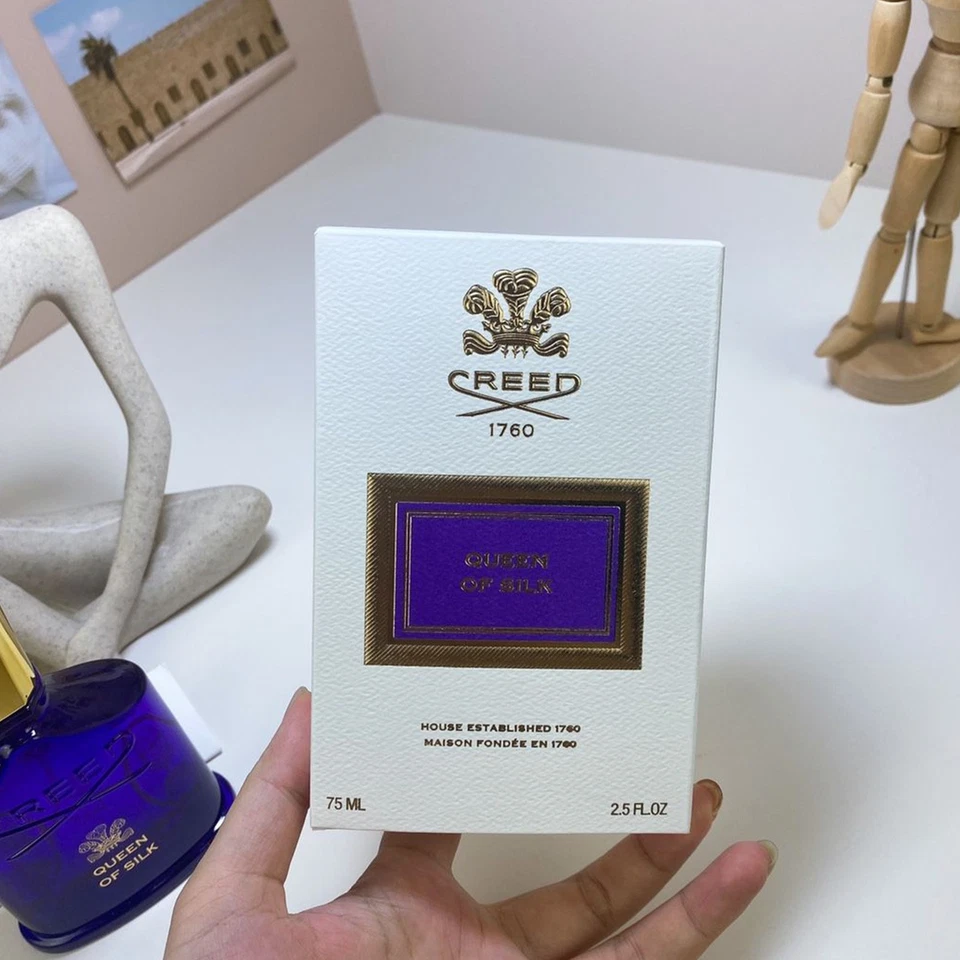 CREED
1760
QUEEN
OF SILK
HOUSE ESTABLISHED 1760
MAISON FONDÉE EN 1760
75 ML
2.5 FL.OZ
CREED
QUEEN
OF SILK